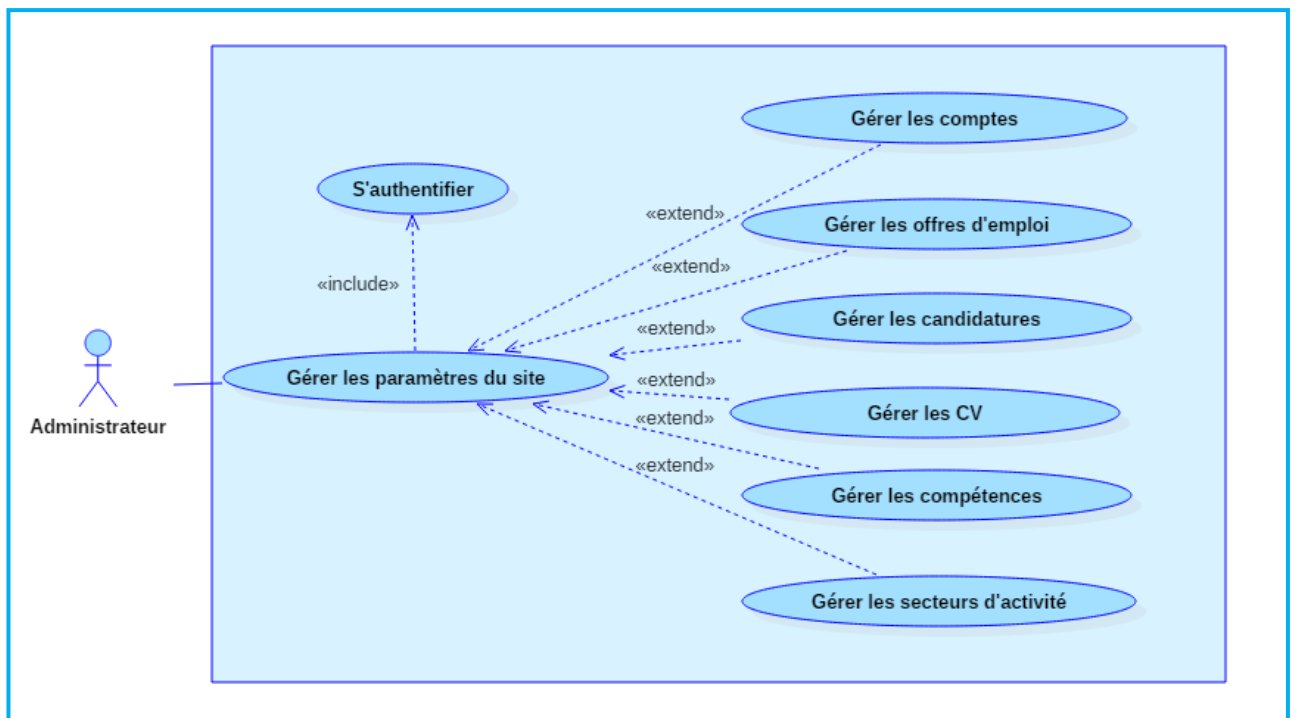 Gérer les comptes
S'authentifier
«extend»
Gérer les offres d'emploi
«extend»
«include»
Gérer les candidatures
«extend»
Gérer les paramètres du site
«extend»
Gérer les CV
«extend»
Administrateur
«extend»
Gérer les compétences
Gérer les secteurs d'activité